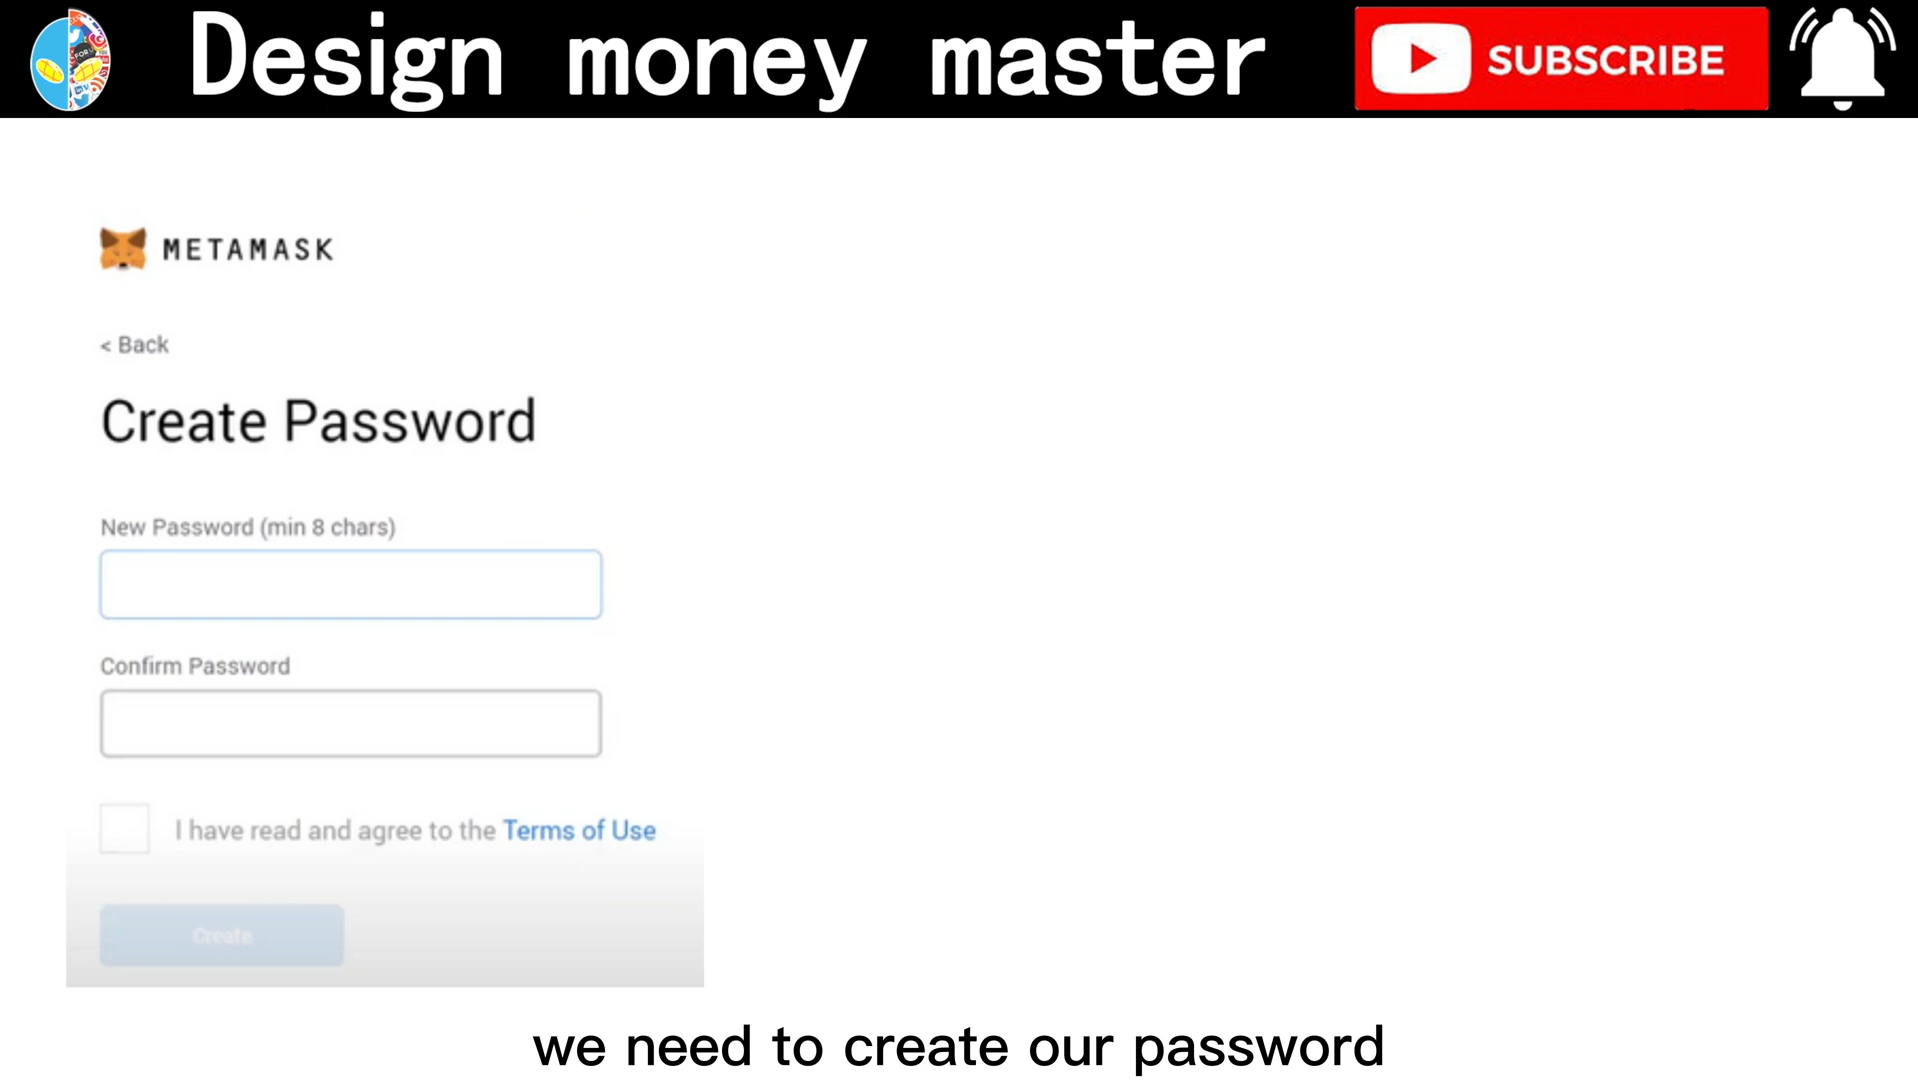 Design money master
SUBSCRIBE
METAMASK
< Back
Create Password
New Password (min 8 chars)
Confirm Password
I have read and agree to the Terms of Use
Create
we need to create our password